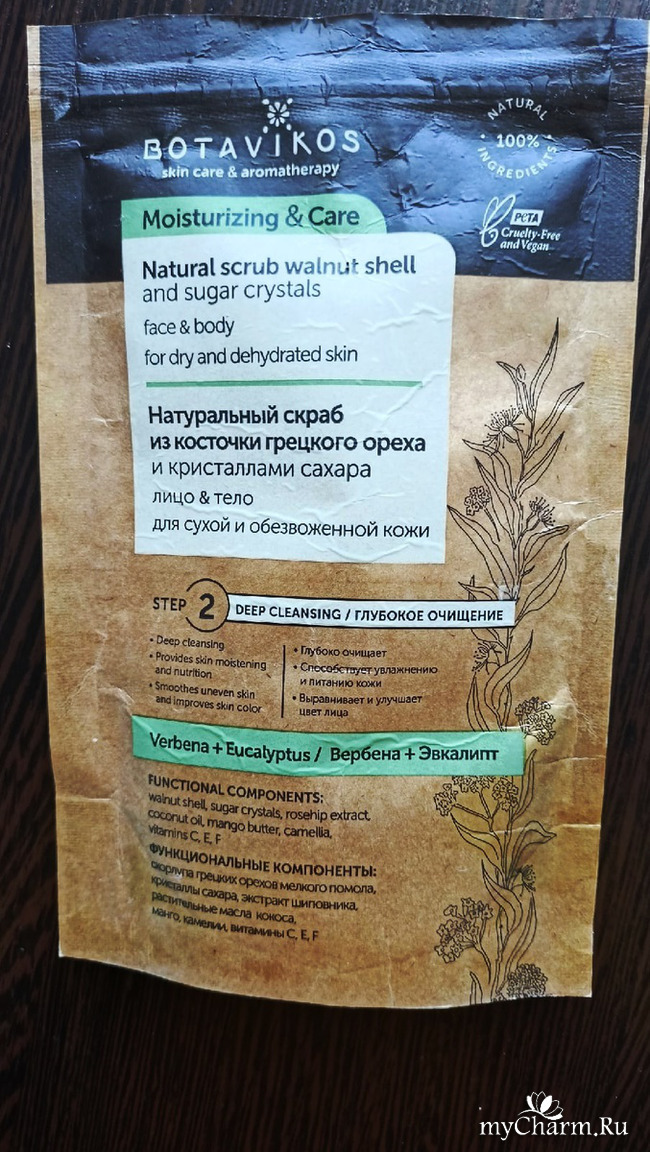 BOTAVIKOS
skin care & aromatherapy
NATURAL
100%
INGREDIENTS
PETA
Cruelty-Free
and Vegan
Moisturizing & Care
Natural scrub walnut shell
and sugar crystals
face & body
for dry and dehydrated skin
Натуральный скраб
из косточки грецкого ореха
и кристаллами сахара
лицо & тело
для сухой и обезвоженной кожи
STEP 2 DEEP CLEANSING / ГЛУБОКОЕ ОЧИЩЕНИЕ
• Deep cleansing
• Provides skin moistening
and nutrition
• Smoothes uneven skin
and improves skin color
• Глубоко очищает
• Способствует увлажнению
и питанию кожи
• Выравнивает и улучшает
цвет лица
Verbena + Eucalyptus / Вербена + Эвкалипт
FUNCTIONAL COMPONENTS:
walnut shell, sugar crystals, rosehip extract,
coconut oil, mango butter, camellia,
vitamins C, E, F
ФУНКЦИОНАЛЬНЫЕ КОМПОНЕНТЫ:
скорлупа грецких орехов мелкого помола,
кристаллы сахара, экстракт шиповника,
растительные масла кокоса,
манго, камелии, витамины C, E, F
myCharm.Ru